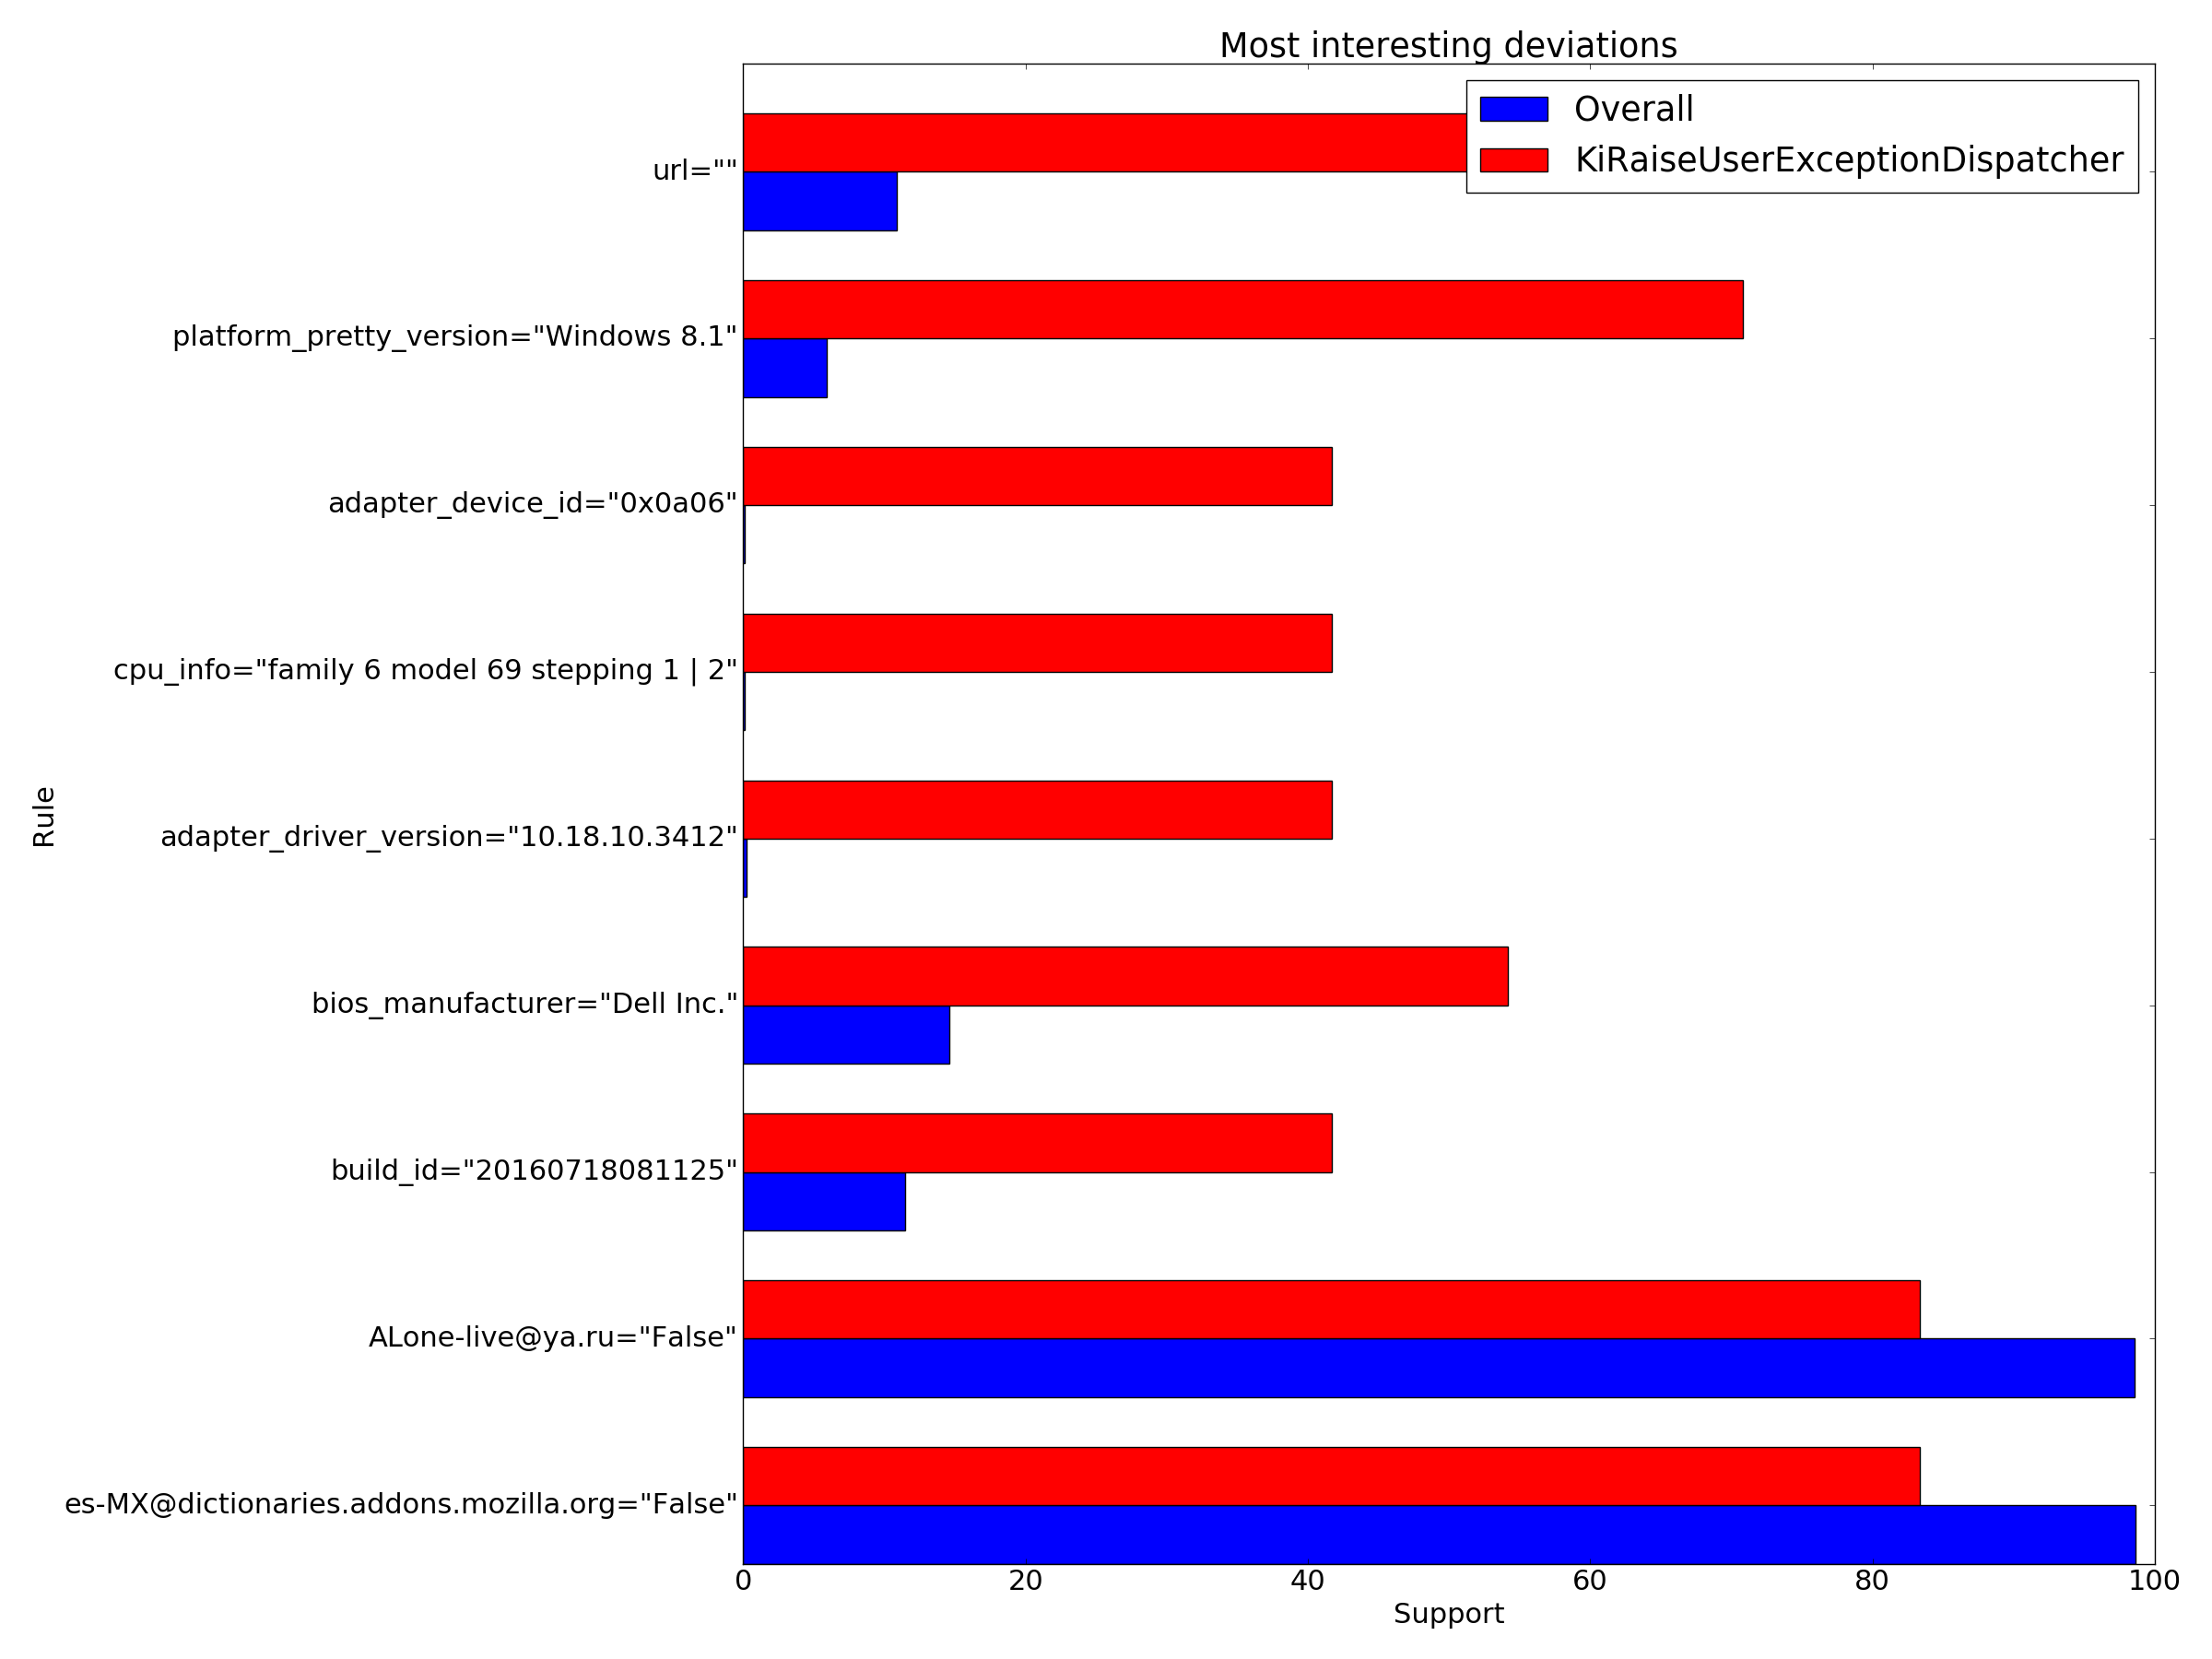 Most interesting deviations
Overall
KiRaiseUserExceptionDispatcher
url=""
platform_pretty_version="Windows 8.1"
adapter_device_id="0x0a06"
cpu_info="family 6 model 69 stepping 1 | 2"
adapter_driver_version="10.18.10.3412"
bios_manufacturer="Dell Inc."
build_id="20160718081125"
ALone-live@ya.ru="False"
es-MX@dictionaries.addons.mozilla.org="False"
Rule
0 20 40 60 80 100
Support